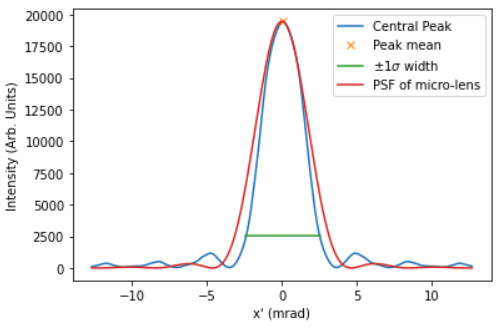 20000
17500
15000
12500
10000
7500
5000
2500
0
Intensity (Arb. Units)
Central Peak
Peak mean
±1σ width
PSF of micro-lens
−10 −5 0 5 10
x' (mrad)